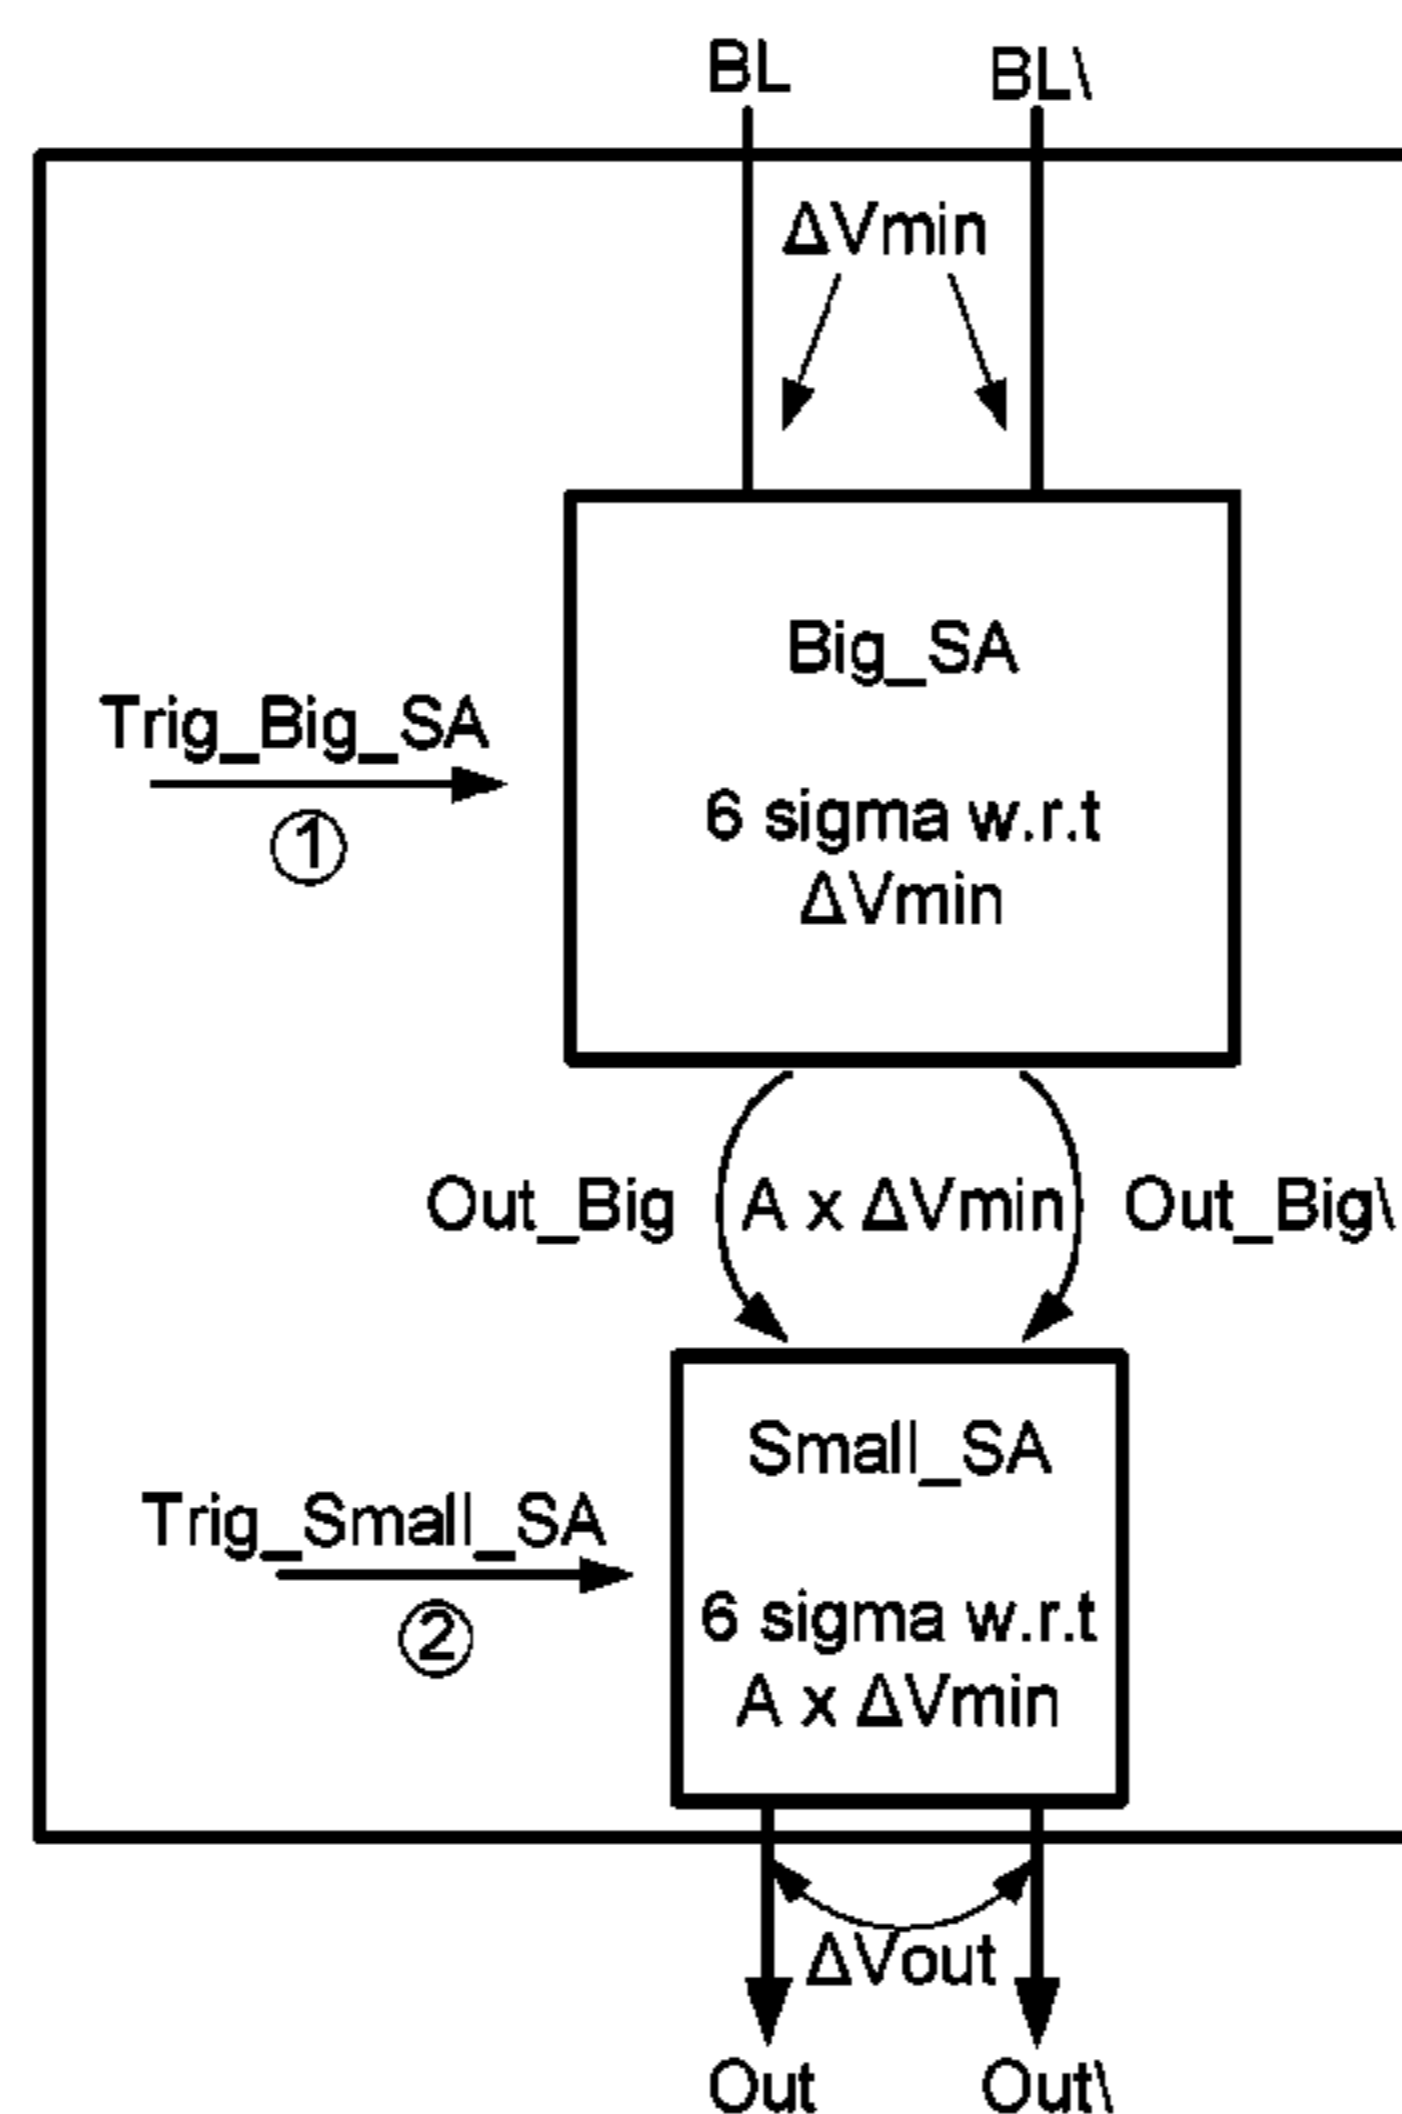 BL BL\
ΔVmin
Big_SA
Trig_Big_SA
1
6 sigma w.r.t
ΔVmin
Out_Big A x ΔVmin Out_Big\
Small_SA
Trig_Small_SA
2
6 sigma w.r.t
A x ΔVmin
ΔVout
Out Out\